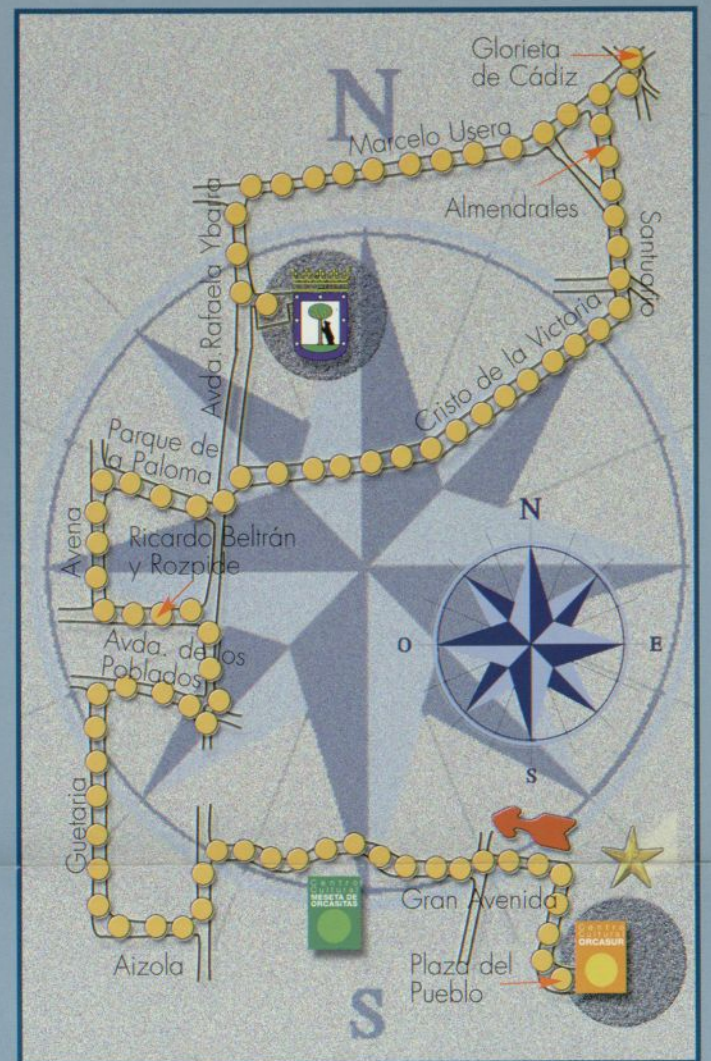 Glorieta
de Cádiz
N
Marcelo Usera
Almendrales
Avda. Rafaela Ybarra
Santuario
Cristo de la Victoria
Parque de
la Paloma
Avena
Ricardo Beltrán
y Rozpide
N
O
E
S
Avda. de los
Poblados
Guetaria
Centro
Cultural
MESETA DE
ORCASITAS
Gran Avenida
Centro
Cultural
ORCASUR
Aizola
Plaza del
Pueblo
S